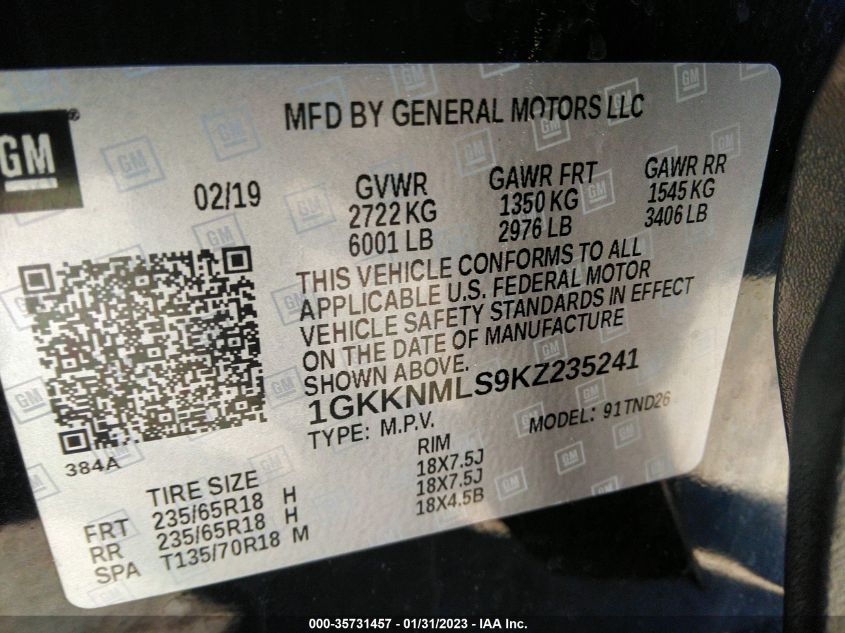 GM®
MFD BY GENERAL MOTORS LLC
02/19
GVWR
2722 KG
6001 LB
GAWR FRT
1350 KG
2976 LB
GAWR RR
1545 KG
3406 LB
THIS VEHICLE CONFORMS TO ALL
APPLICABLE U.S. FEDERAL MOTOR
VEHICLE SAFETY STANDARDS IN EFFECT
ON THE DATE OF MANUFACTURE
SHOWN ABOVE.
1GKKNMLS9KZ235241
TYPE: M.P.V. MODEL: 91TND26
384A
TIRE SIZE RIM
FRT 235/65R18 H 18X7.5J
RR 235/65R18 H 18X7.5J
SPA T135/70R18 M 18X4.5B
000-35731457 - 01/31/2023 - IAA Inc.